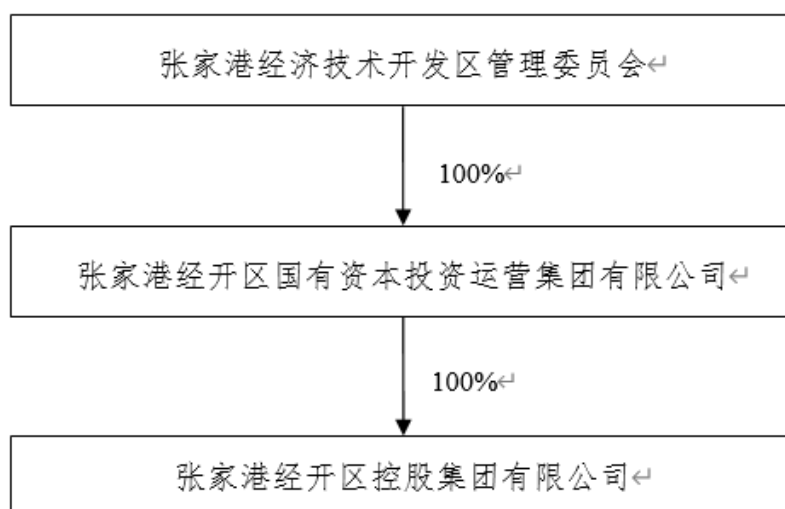 张家港经济技术开发区管理委员会↵
100%↵
张家港经开区国有资本投资运营集团有限公司↵
100%↵
张家港经开区控股集团有限公司↵